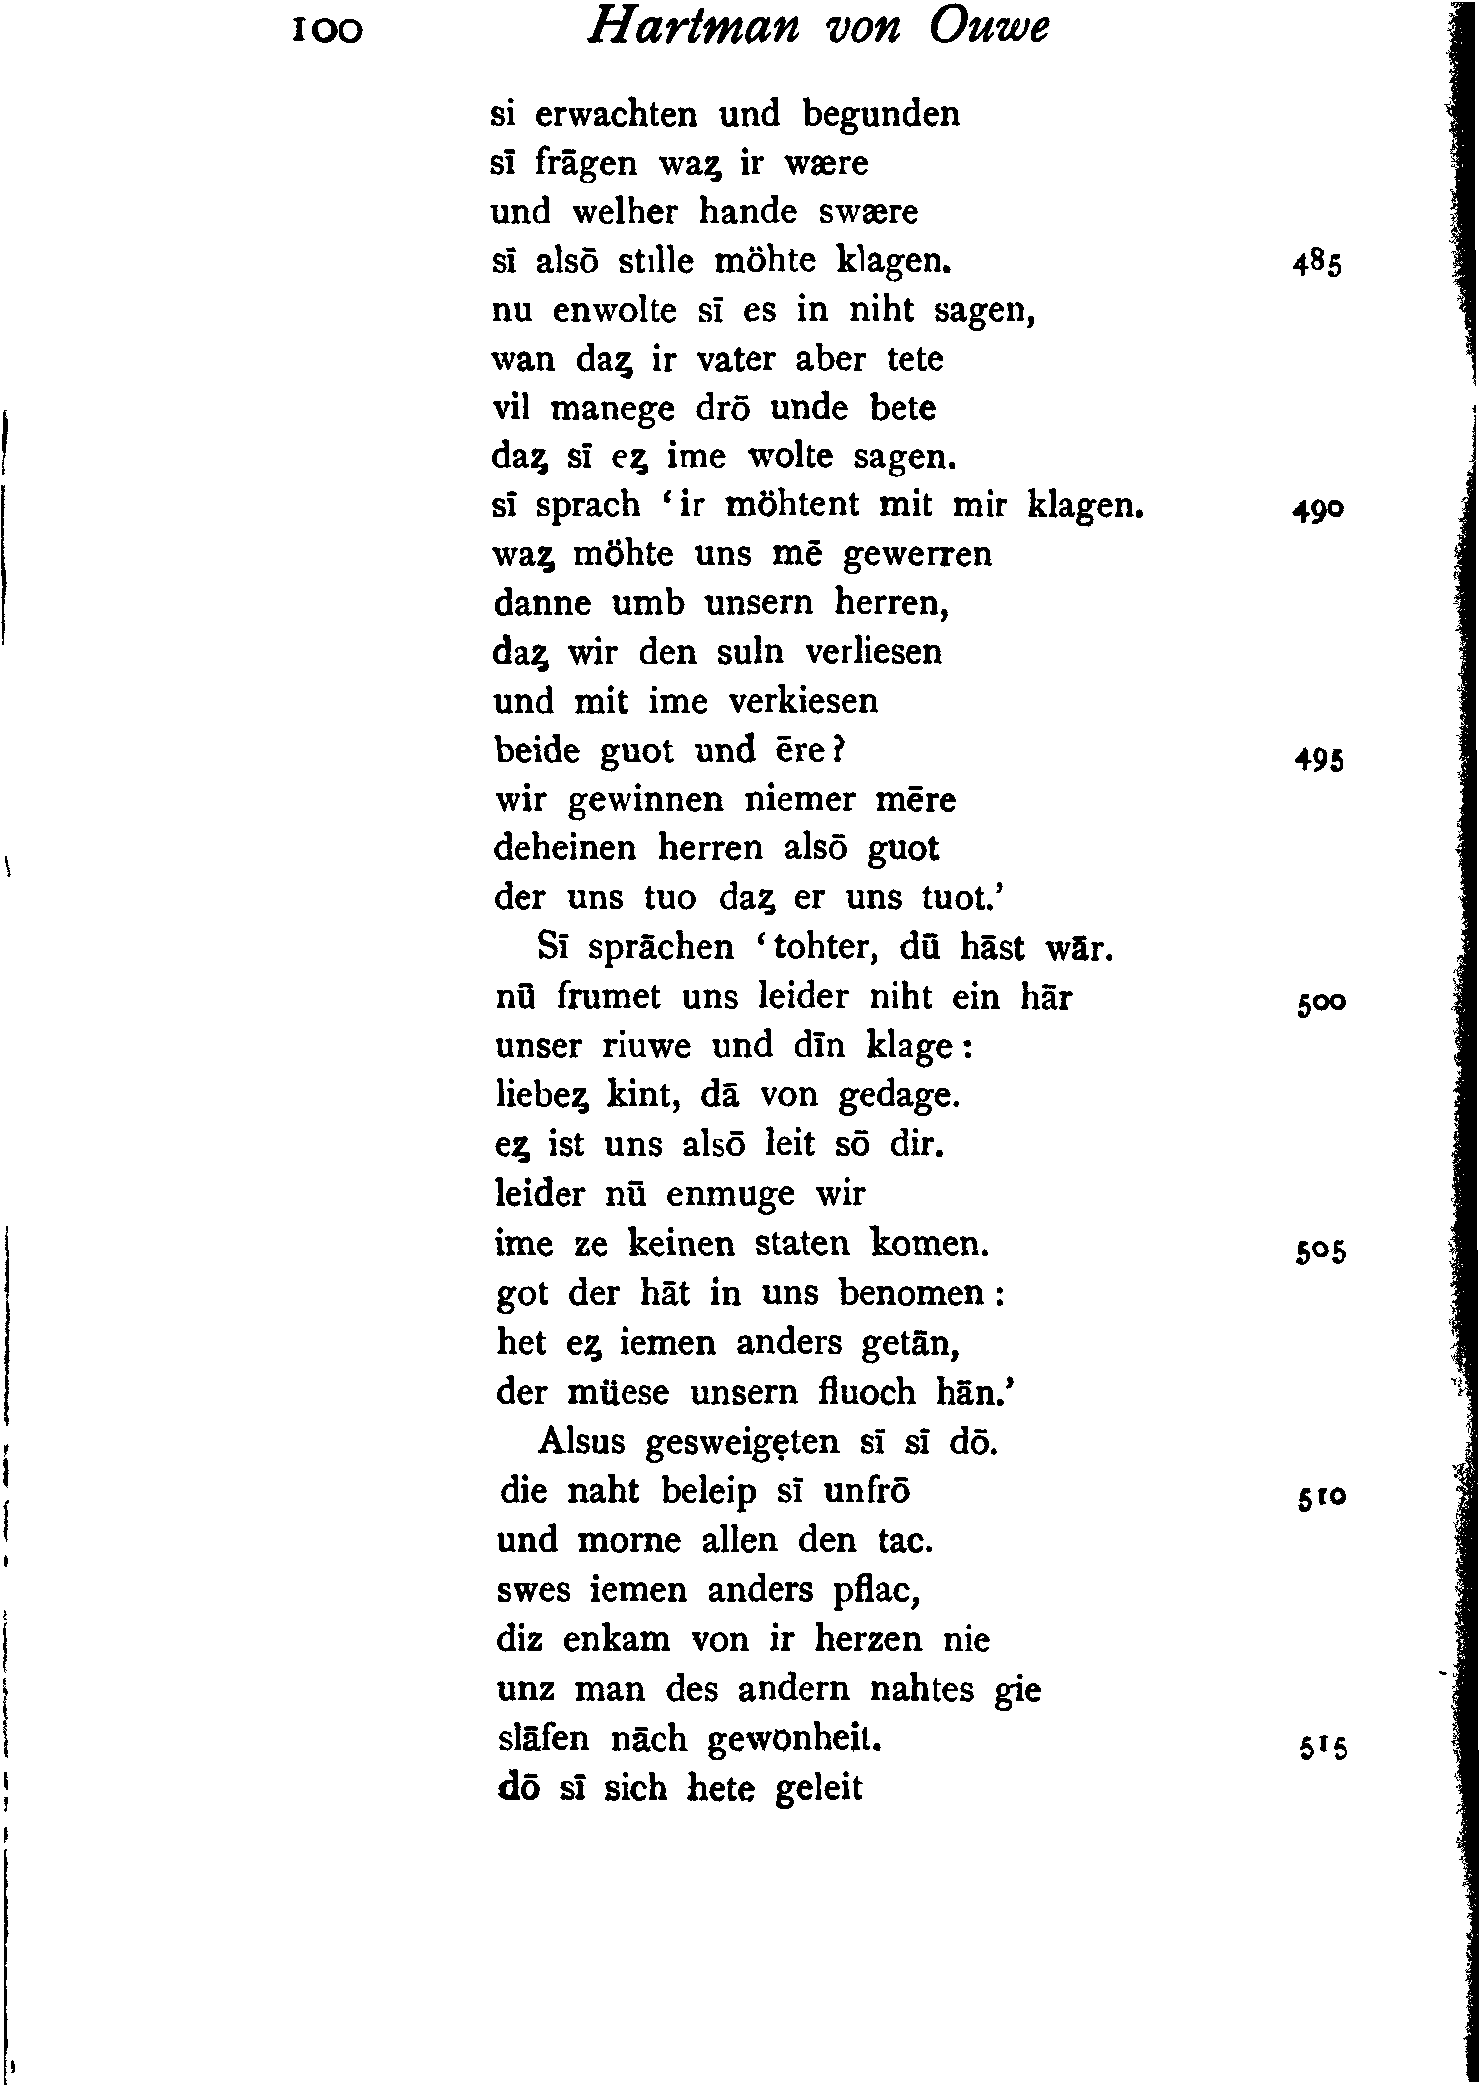 100 Hartman von Ouwe
si erwachten und begunden
sī frāgen waȥ ir wære
und welher hande swære
sī alsō stılle möhte klagen. 485
nu enwolte sī es in niht sagen,
wan daȥ ir vater aber tete
vil manege drō unde bete
daȥ sī eȥ ime wolte sagen.
sī sprach ‘ir möhtent mit mir klagen. 490
waȥ möhte uns mē gewerren
danne umb unsern herren,
daȥ wir den suln verliesen
und mit ime verkiesen
beide guot und ēre? 495
wir gewinnen niemer mēre
deheinen herren alsō guot
der uns tuo daȥ er uns tuot.’
Sī sprāchen ‘tohter, dū hāst wār.
nū frumet uns leider niht ein hār 500
unser riuwe und dīn klage:
liebeȥ kint, dā von gedage.
eȥ ist uns alsō leit sō dir.
leider nū enmuge wir
ime ze keinen staten komen. 505
got der hāt in uns benomen:
het eȥ iemen anders getān,
der müese unsern fluoch hān.’
Alsus gesweigęten sī sī dō.
die naht beleip sī unfrō 510
und morne allen den tac.
swes iemen anders pflac,
diz enkam von ir herzen nie
unz man des andern nahtes gie
slāfen nāch gewonheit. 515
dō sī sich hete geleit